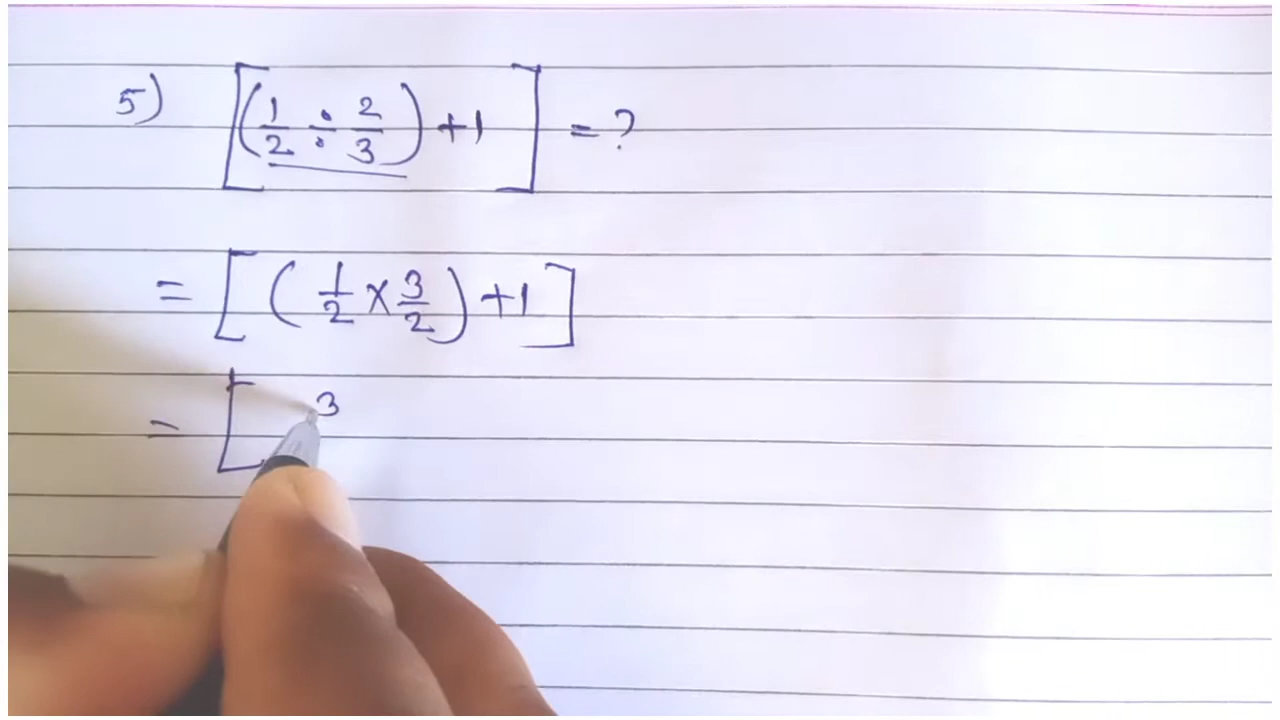 5) [(1/2 ÷ 2/3) +1] = ?
= [(1/2 × 3/2) +1]
= [ 3